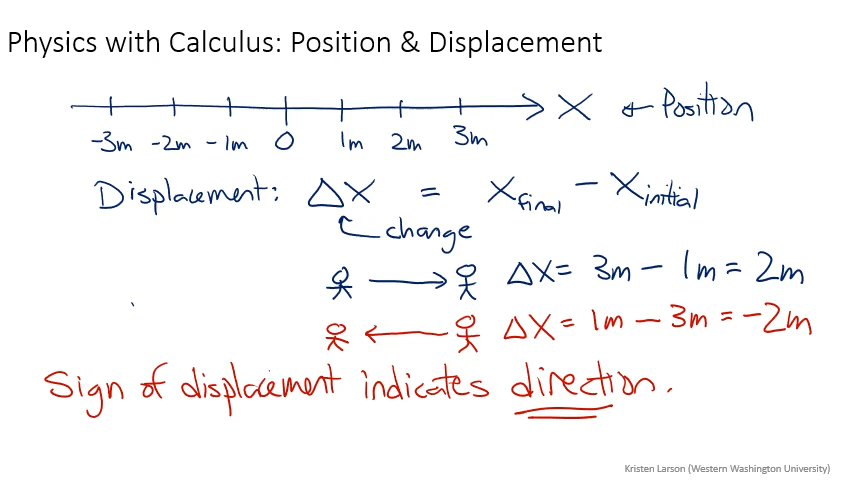 Physics with Calculus: Position & Displacement
X ← Position
-3m -2m -1m 0 1m 2m 3m
Displacement: ΔX = Xfinal - Xinitial
change
ΔX = 3m - 1m = 2m
ΔX = 1m - 3m = -2m
Sign of displacement indicates direction.
Kristen Larson (Western Washington University)